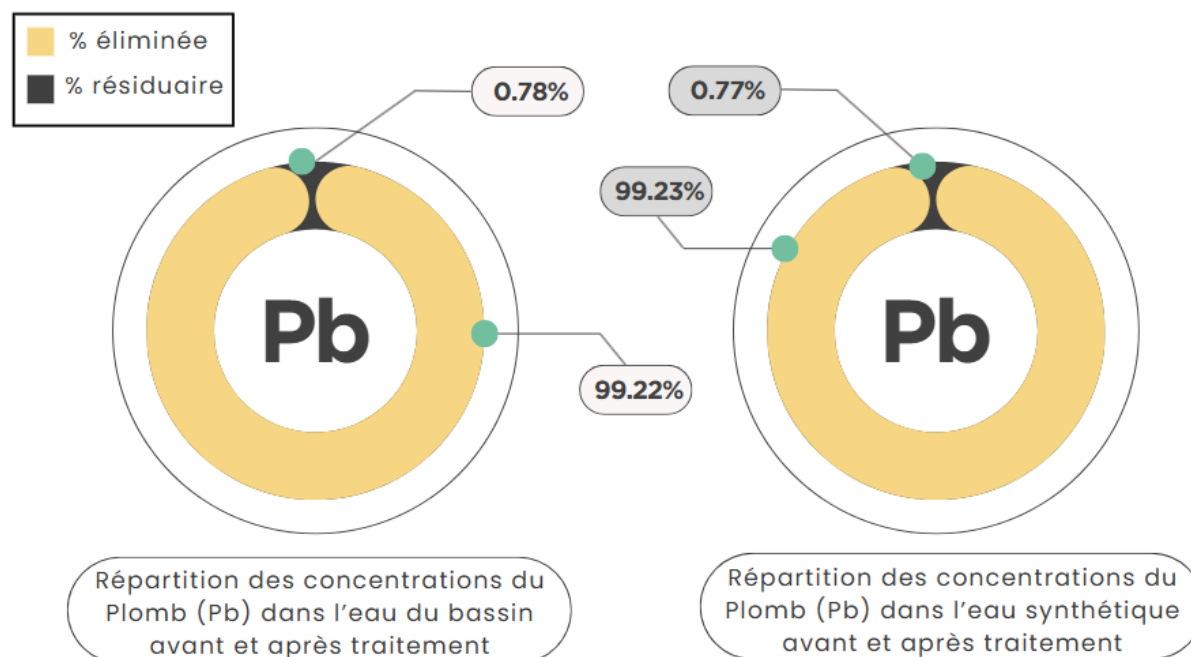 % éliminée
% résiduaire
0.78%
Pb
99.22%
Répartition des concentrations du
Plomb (Pb) dans l'eau du bassin
avant et après traitement
0.77%
99.23%
Pb
Répartition des concentrations du
Plomb (Pb) dans l'eau synthétique
avant et après traitement